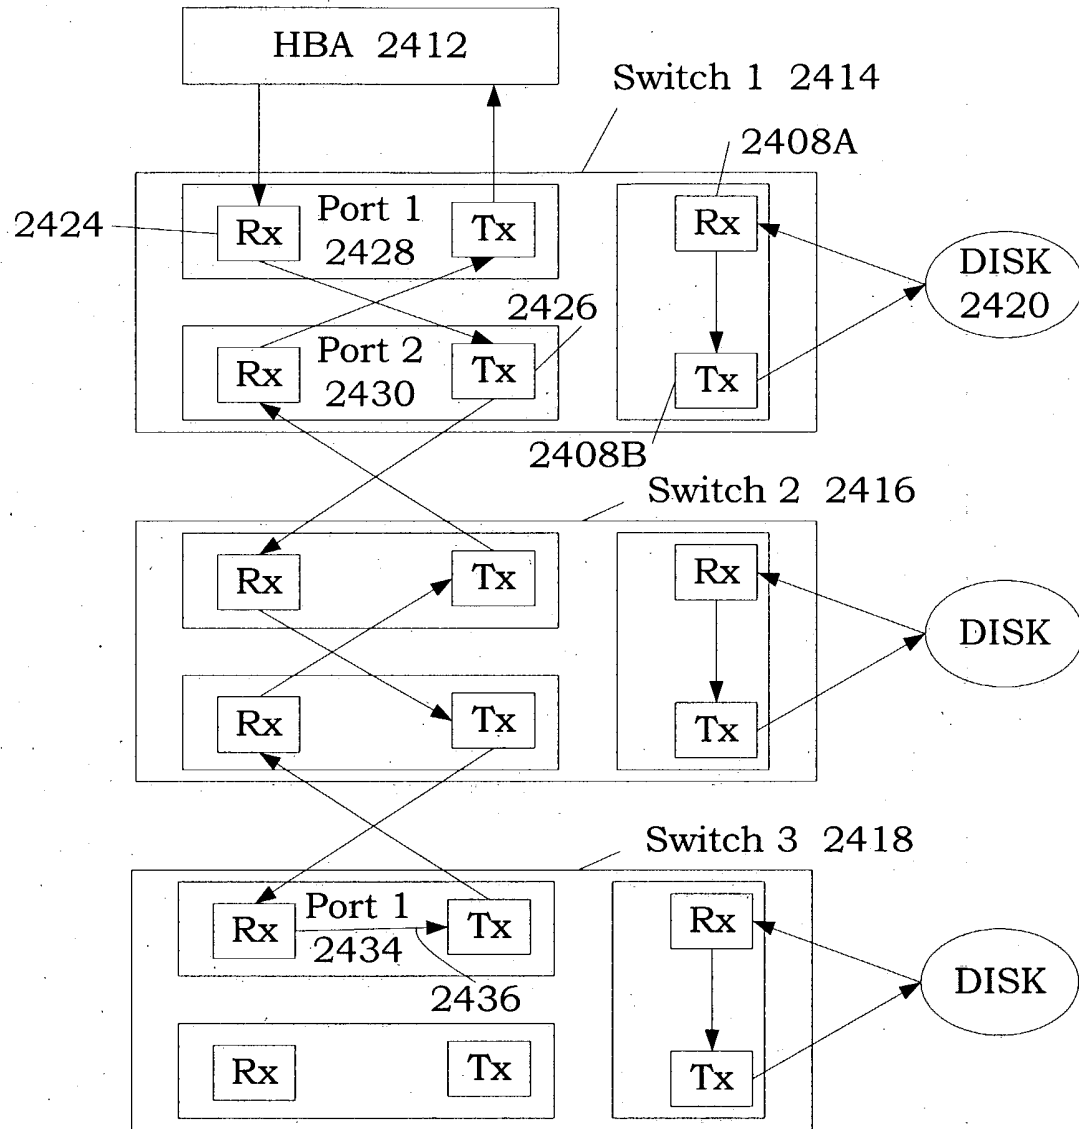 HBA 2412
Switch 1 2414
2408A
2424
Rx
Port 1
2428
Tx
Rx
DISK
2420
2426
Rx
Port 2
2430
Tx
Tx
2408B
Switch 2 2416
Rx
Tx
Rx
DISK
Rx
Tx
Tx
Switch 3 2418
Rx
Port 1
2434
Tx
Rx
DISK
2436
Rx
Tx
Tx